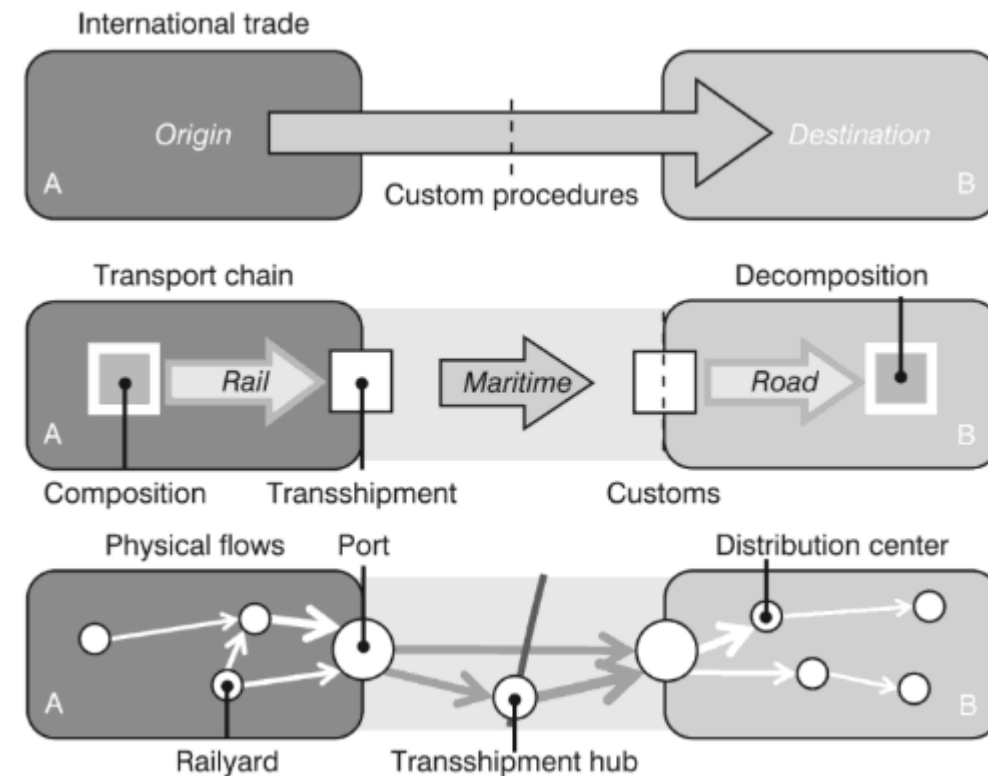 International trade
Origin
Destination
A
B
Custom procedures
Transport chain
Decomposition
Rail
Maritime
Road
A
B
Composition
Transshipment
Customs
Physical flows
Port
Distribution center
A
B
Railyard
Transshipment hub